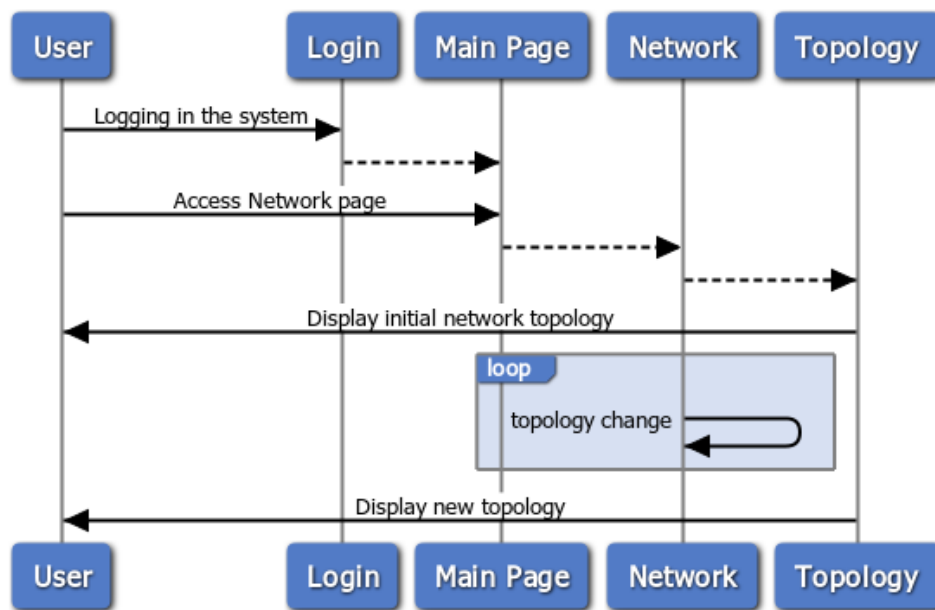 User
Login
Main Page
Network
Topology
Logging in the system
Access Network page
Display initial network topology
loop
topology change
Display new topology
User
Login
Main Page
Network
Topology